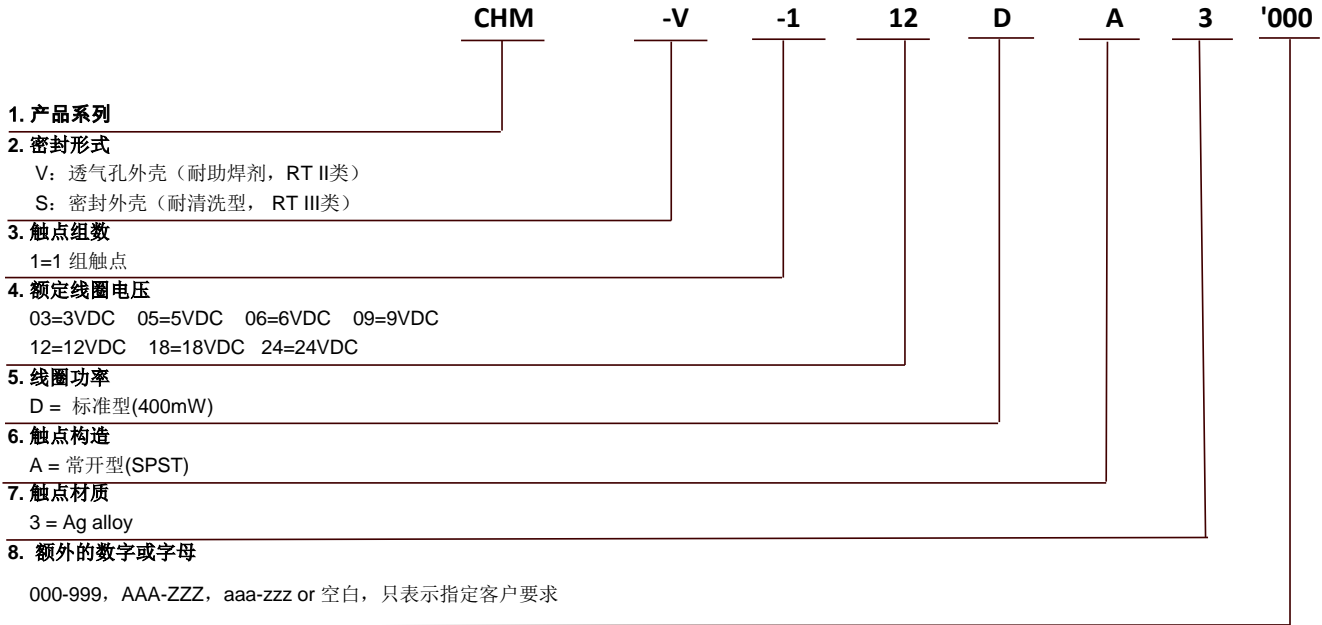 CHM -V -1 12 D A 3 '000
1. 产品系列
2. 密封形式
V：透气孔外壳（耐助焊剂，RT II类）
S：密封外壳（耐清洗型， RT III类）
3. 触点组数
1=1 组触点
4. 额定线圈电压
03=3VDC 05=5VDC 06=6VDC 09=9VDC
12=12VDC 18=18VDC 24=24VDC
5. 线圈功率
D = 标准型(400mW)
6. 触点构造
A = 常开型(SPST)
7. 触点材质
3 = Ag alloy
8. 额外的数字或字母
000-999，AAA-ZZZ，aaa-zzz or 空白，只表示指定客户要求